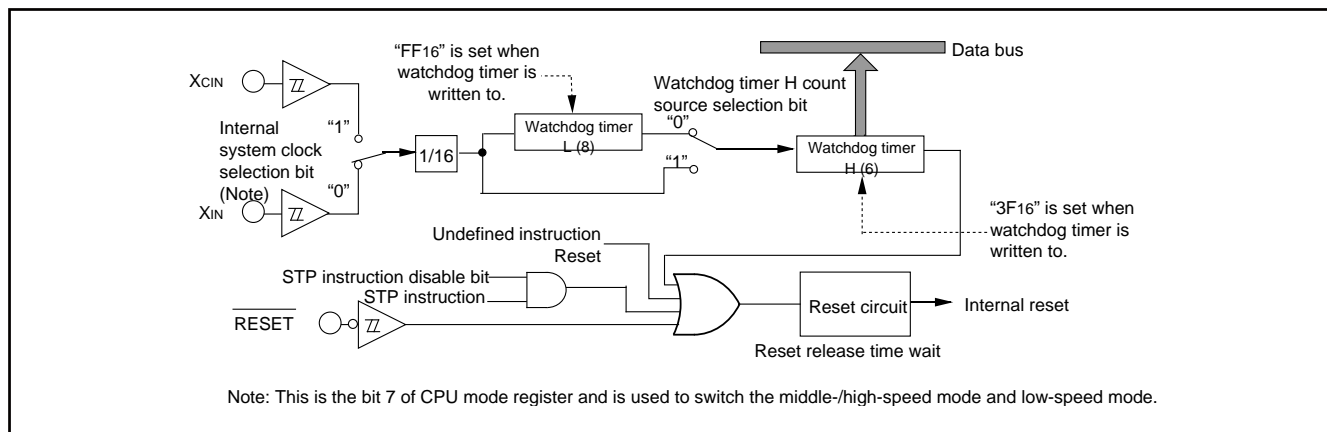 Data bus
“FF16” is set when
watchdog timer is
written to.
XCIN
Watchdog timer H count
source selection bit
“1”
“0”
Internal
system clock
selection bit
(Note)
1/16
Watchdog timer
L (8)
“1”
Watchdog timer
H (6)
“0”
XIN
“3F16” is set when
watchdog timer is
written to.
Undefined instruction
Reset
STP instruction disable bit
STP instruction
RESET
Reset circuit
Internal reset
Reset release time wait
Note: This is the bit 7 of CPU mode register and is used to switch the middle-/high-speed mode and low-speed mode.